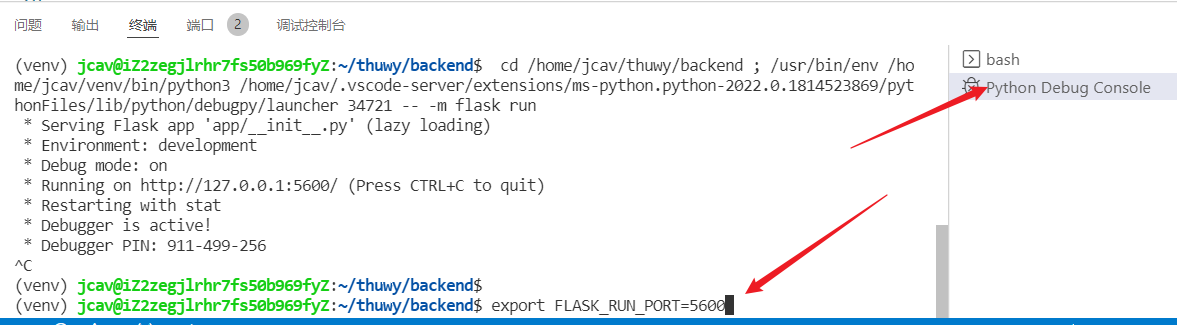 问题 输出 终端 端口 2 调试控制台
(venv) jcav@iZ2zegjlrhr7fs50b969fyZ:~/thuwy/backend$  cd /home/jcav/thuwy/backend ; /usr/bin/env /ho
me/jcav/venv/bin/python3 /home/jcav/.vscode-server/extensions/ms-python.python-2022.0.1814523869/pyt
honFiles/lib/python/debugpy/launcher 34721 -- -m flask run
 * Serving Flask app 'app/__init__.py' (lazy loading)
 * Environment: development
 * Debug mode: on
 * Running on http://127.0.0.1:5600/ (Press CTRL+C to quit)
 * Restarting with stat
 * Debugger is active!
 * Debugger PIN: 911-499-256
^C
(venv) jcav@iZ2zegjlrhr7fs50b969fyZ:~/thuwy/backend$
(venv) jcav@iZ2zegjlrhr7fs50b969fyZ:~/thuwy/backend$ export FLASK_RUN_PORT=5600
bash
Python Debug Console